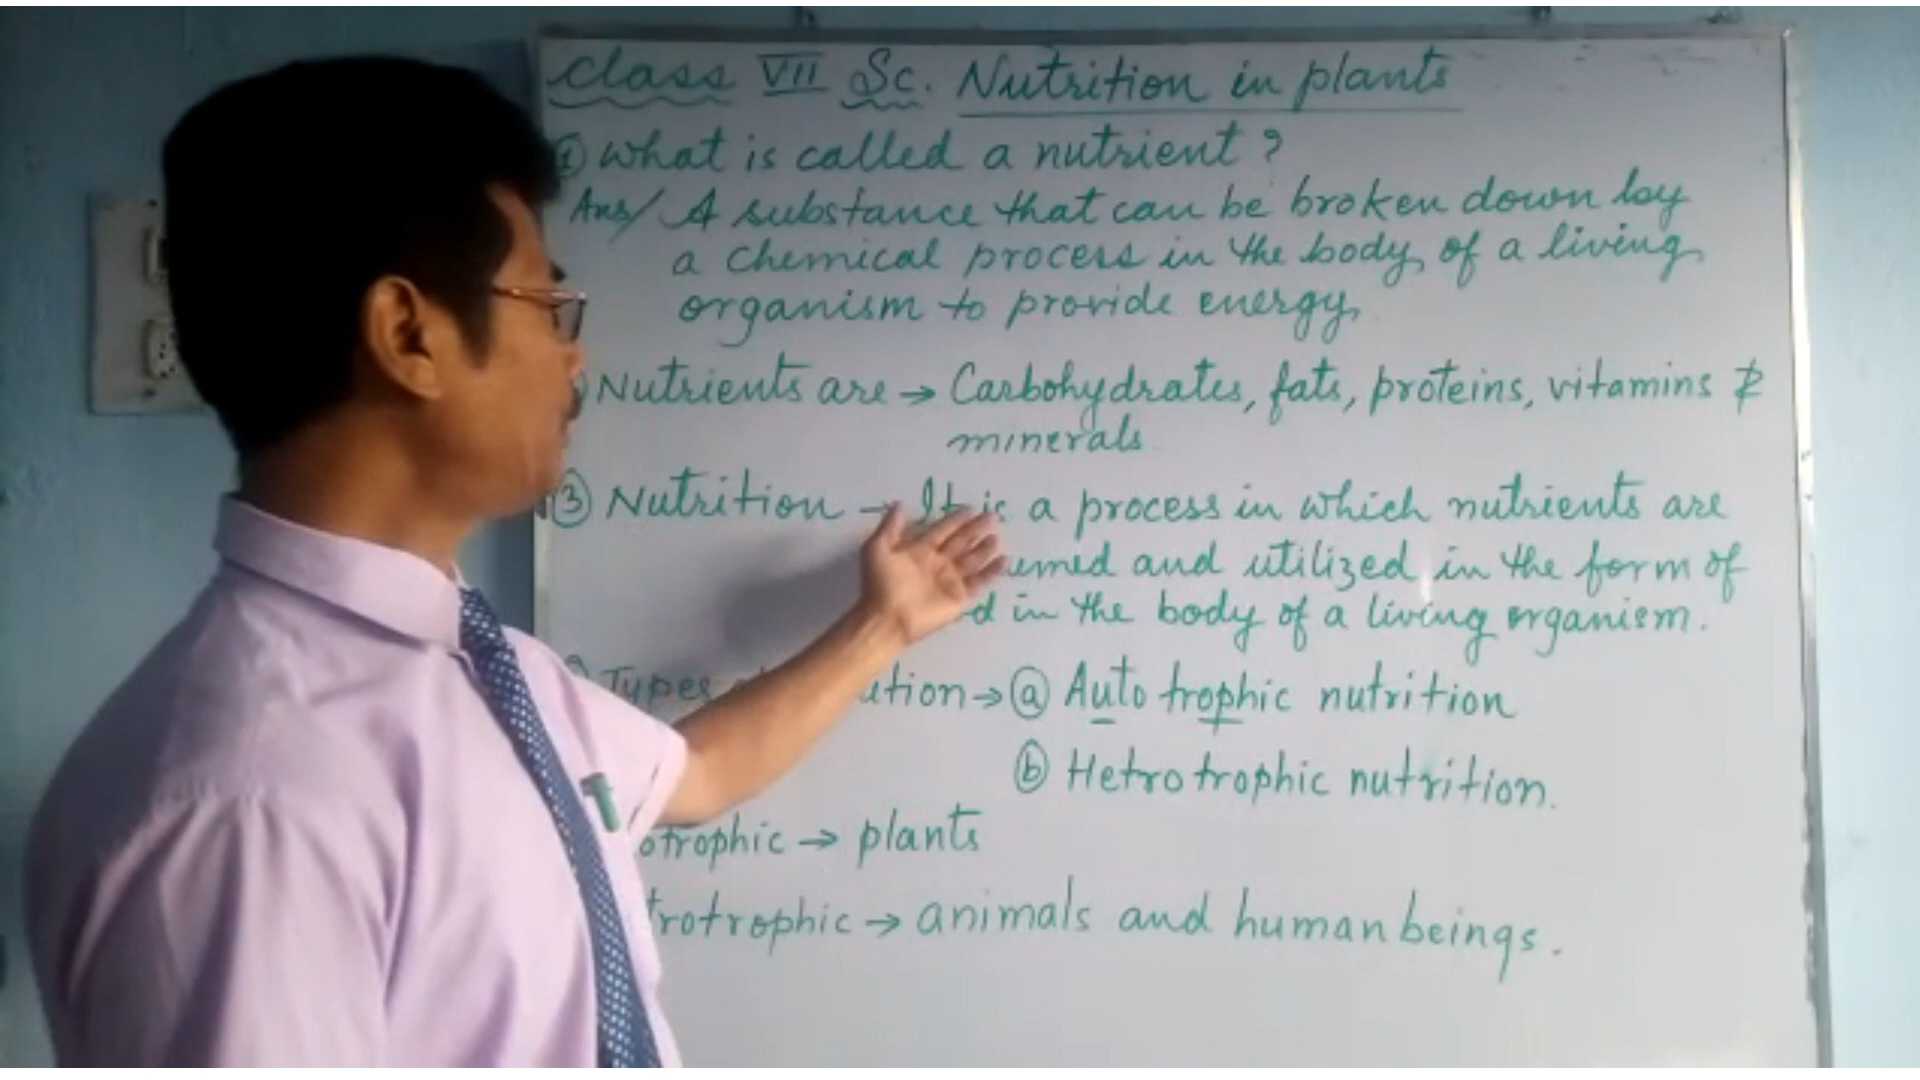 Class VII Sc. Nutrition in plants
① What is called a nutrient ?
Ans/ A substance that can be broken down by
a chemical process in the body of a living
organism to provide energy.
Nutrients are → Carbohydrates, fats, proteins, vitamins &
minerals
③ Nutrition → It is a process in which nutrients are
and utilized in the form of
in the body of a living organism.
Types → ⓐ Auto trophic nutrition
ⓑ Hetrotrophic nutrition.
→ plants
→ animals and human beings.